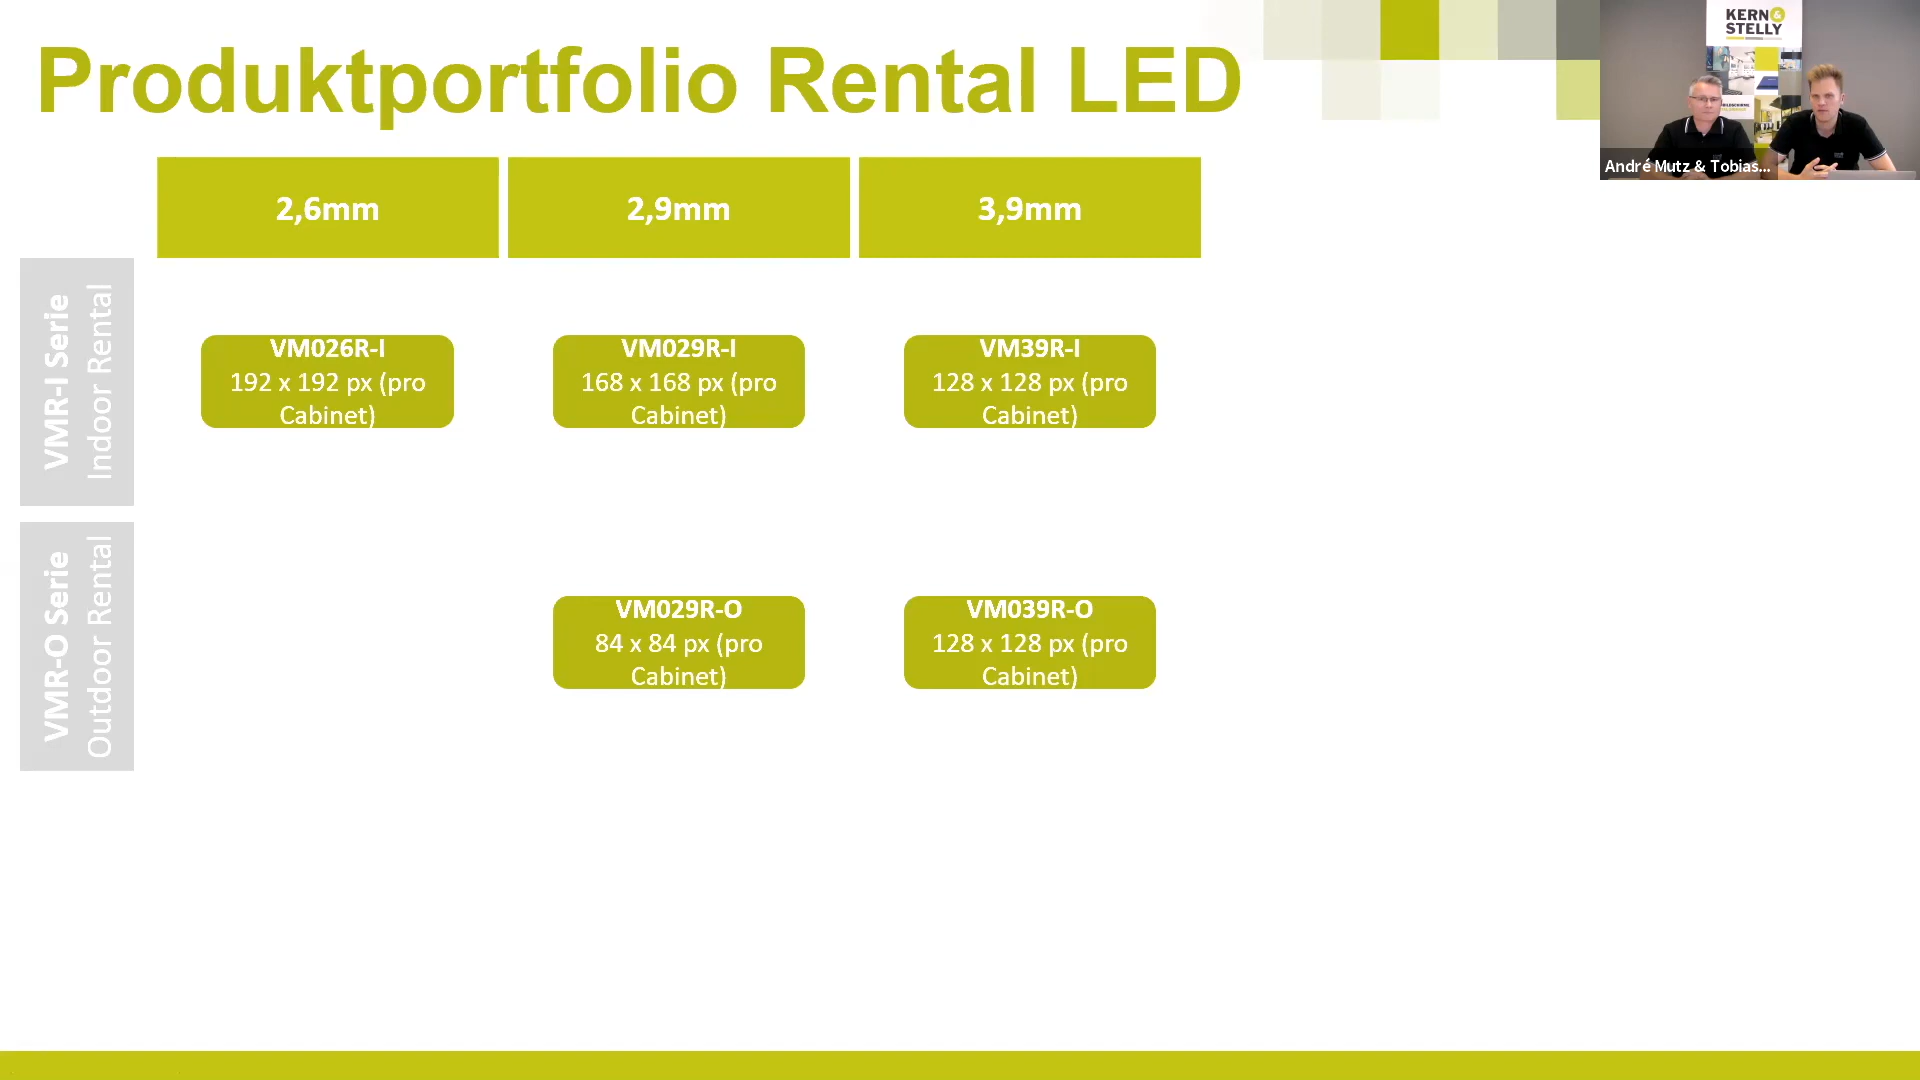 Produktportfolio Rental LED
KERN &
STELLY
André Mutz & Tobias...
2,6mm
2,9mm
3,9mm
VMR-I Serie
Indoor Rental
VM026R-I
192 x 192 px (pro
Cabinet)
VM029R-I
168 x 168 px (pro
Cabinet)
VM39R-I
128 x 128 px (pro
Cabinet)
VMR-O Serie
Outdoor Rental
VM029R-O
84 x 84 px (pro
Cabinet)
VM039R-O
128 x 128 px (pro
Cabinet)